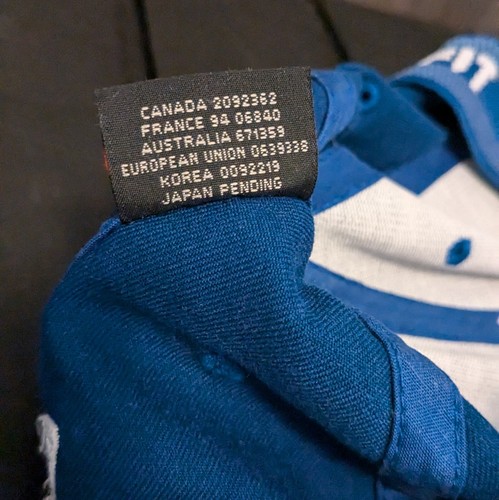 CANADA 2092362
FRANCE 94 06840
AUSTRALIA 671359
EUROPEAN UNION 0639338
KOREA 0092219
JAPAN PENDING